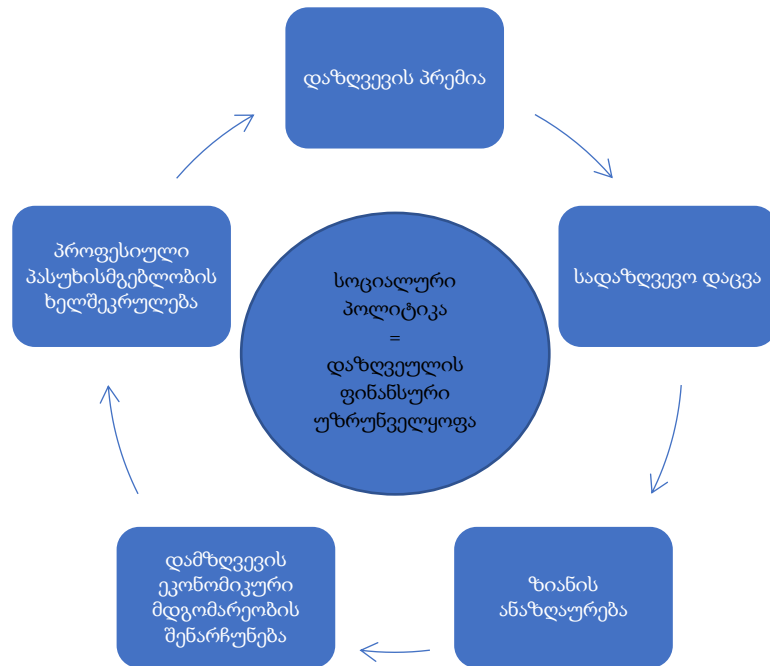 დაზღვევის პრემია
სადაზღვევო დაცვა
ზიანის
ანაზღაურება
დამზღვევის
ეკონომიკური
მდგომარეობის
შენარჩუნება
პროფესიული
პასუხისმგებლობის
ხელშეკრულება
სოციალური
პოლიტიკა
=
დაზღვეულის
ფინანსური
უზრუნველყოფა